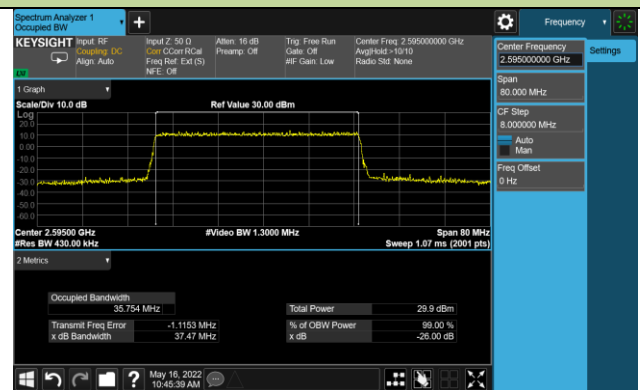 Spectrum Analyzer 1
Occupied BW
Frequency
KEYSIGHT
Input: RF
Coupling: DC
Align: Auto
Input Z: 50 Ω
Corr CCorr RCal
Freq Ref: Ext (S)
NFE: Off
Atten: 16 dB
Preamp: Off
Trig: Free Run
Gate: Off
#IF Gain: Low
Center Freq: 2.595000000 GHz
Avg|Hold:>10/10
Radio Std: None
Center Frequency
2.595000000 GHz
Settings
Span
80.000 MHz
CF Step
8.000000 MHz
Auto
Man
Freq Offset
0 Hz
1 Graph
Scale/Div 10.0 dB
Ref Value 30.00 dBm
Log
20.0
10.0
0.00
-10.0
-20.0
-30.0
-40.0
-50.0
-60.0
Center 2.59500 GHz
#Video BW 1.3000 MHz
Span 80 MHz
#Res BW 430.00 kHz
Sweep 1.07 ms (2001 pts)
2 Metrics
Occupied Bandwidth
35.754 MHz
Total Power
29.9 dBm
Transmit Freq Error
-1.1153 MHz
% of OBW Power
99.00 %
x dB Bandwidth
37.47 MHz
x dB
-26.00 dB
?
May 16, 2022
10:45:39 AM